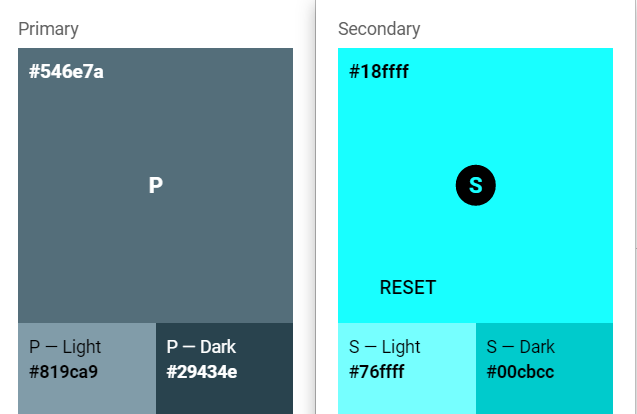 Primary
#546e7a
P
P — Light
#819ca9
P — Dark
#29434e
Secondary
#18ffff
S
RESET
S — Light
#76ffff
S — Dark
#00cbcc